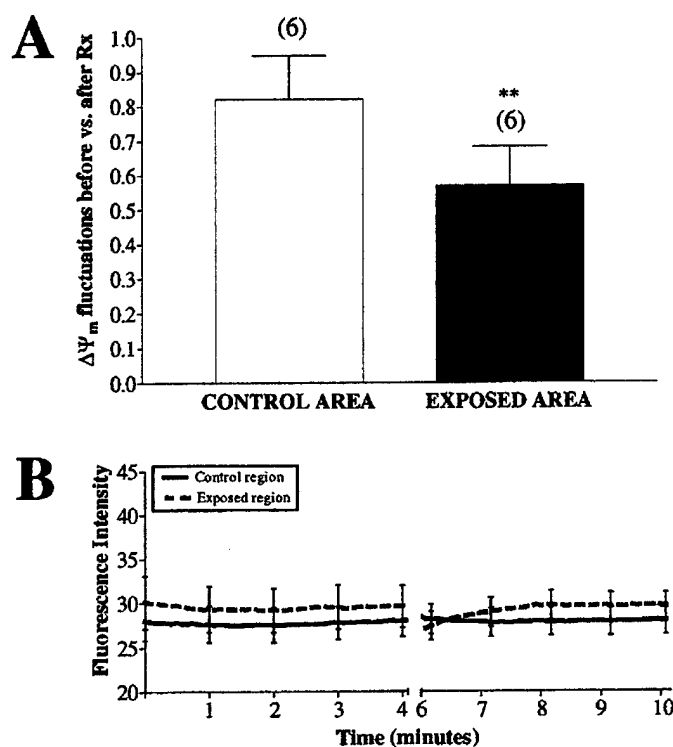 A
ΔΨm fluctuations before vs. after Rx
1.0
0.9
0.8
0.7
0.6
0.5
0.4
0.3
0.2
0.1
0.0
(6)
**
(6)
CONTROL AREA
EXPOSED AREA
B
Fluorescence Intensity
45
40
35
30
25
20
Control region
Exposed region
1 2 3 4 6 7 8 9 10
Time (minutes)